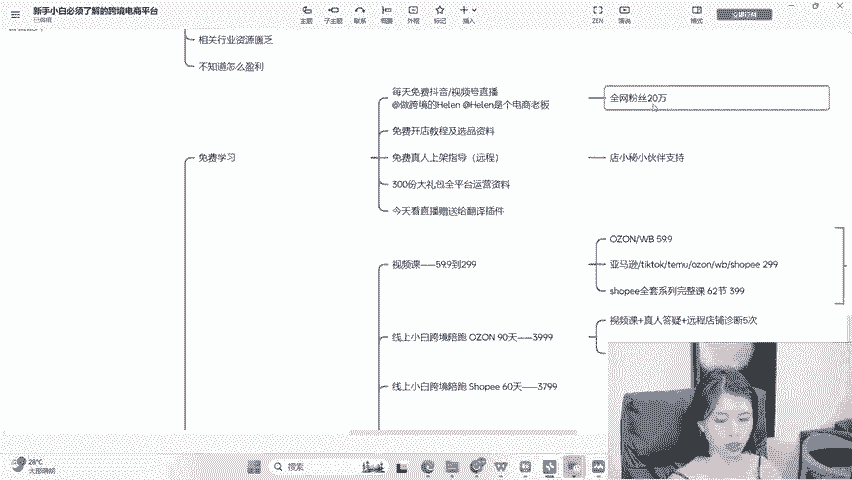 新手小白必须了解的跨境电商平台
已编辑
主题
子主题
联系
概要
外框
标记
插入
ZEN
演说
格式
相关行业资源匮乏
不知道怎么盈利
免费学习
每天免费抖音/视频号直播
@做跨境的Helen @Helen是个电商老板
全网粉丝20万
免费开店教程及选品资料
免费真人上架指导（远程）
店小秘小伙伴支持
300份大礼包全平台运营资料
今天看直播赠送给翻译插件
视频课——59.9到299
OZON/WB 59.9
亚马逊/tiktok/temu/ozon/wb/shopee 299
shopee全套系列完整课 62节 399
线上小白跨境陪跑 OZON 90天——3999
视频课+真人答疑+远程店铺诊断5次
线上小白跨境陪跑 Shopee 60天——3799
28°C
大部晴朗
搜索